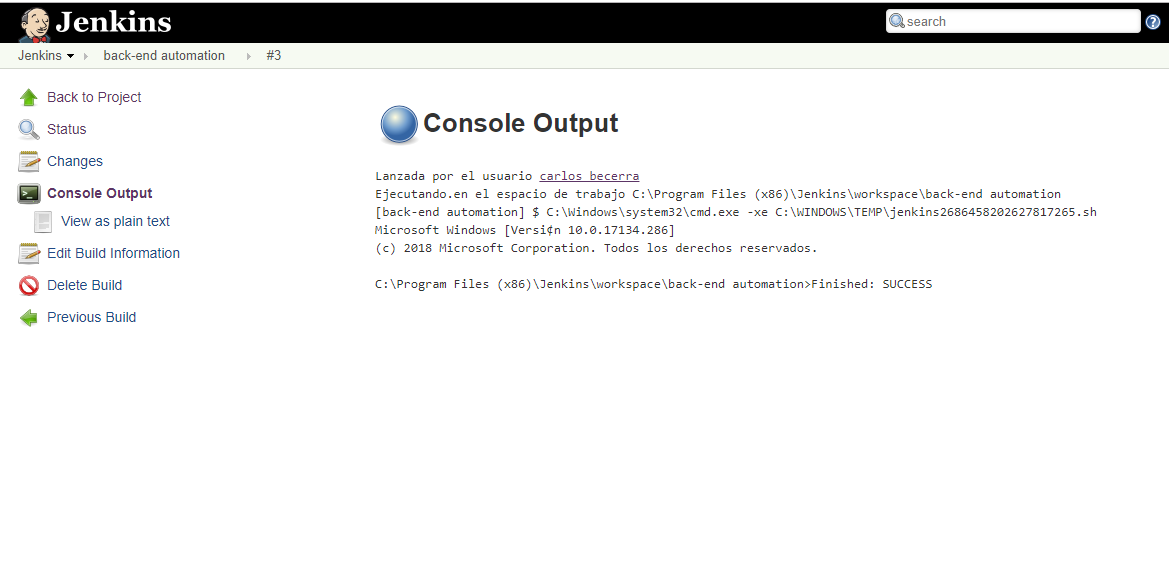 Jenkins
search
Jenkins
back-end automation
#3
Back to Project
Status
Changes
Console Output
View as plain text
Edit Build Information
Delete Build
Previous Build
Console Output
Lanzada por el usuario carlos becerra
Ejecutando.en el espacio de trabajo C:\Program Files (x86)\Jenkins\workspace\back-end automation
[back-end automation] $ C:\Windows\system32\cmd.exe -xe C:\WINDOWS\TEMP\jenkins2686458202627817265.sh
Microsoft Windows [Versi¢n 10.0.17134.286]
(c) 2018 Microsoft Corporation. Todos los derechos reservados.
C:\Program Files (x86)\Jenkins\workspace\back-end automation>Finished: SUCCESS